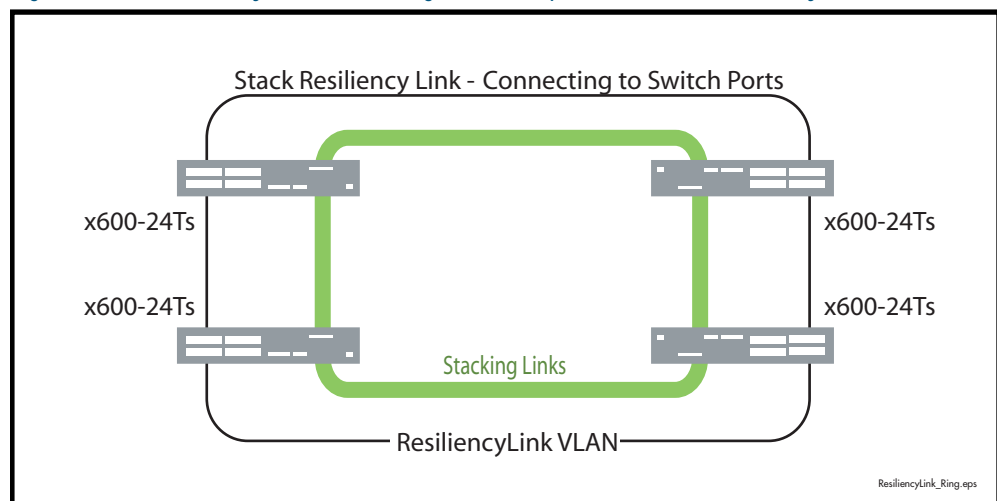 Stack Resiliency Link - Connecting to Switch Ports
x600-24Ts
x600-24Ts
x600-24Ts
x600-24Ts
Stacking Links
ResiliencyLink VLAN
ResiliencyLink_Ring.eps